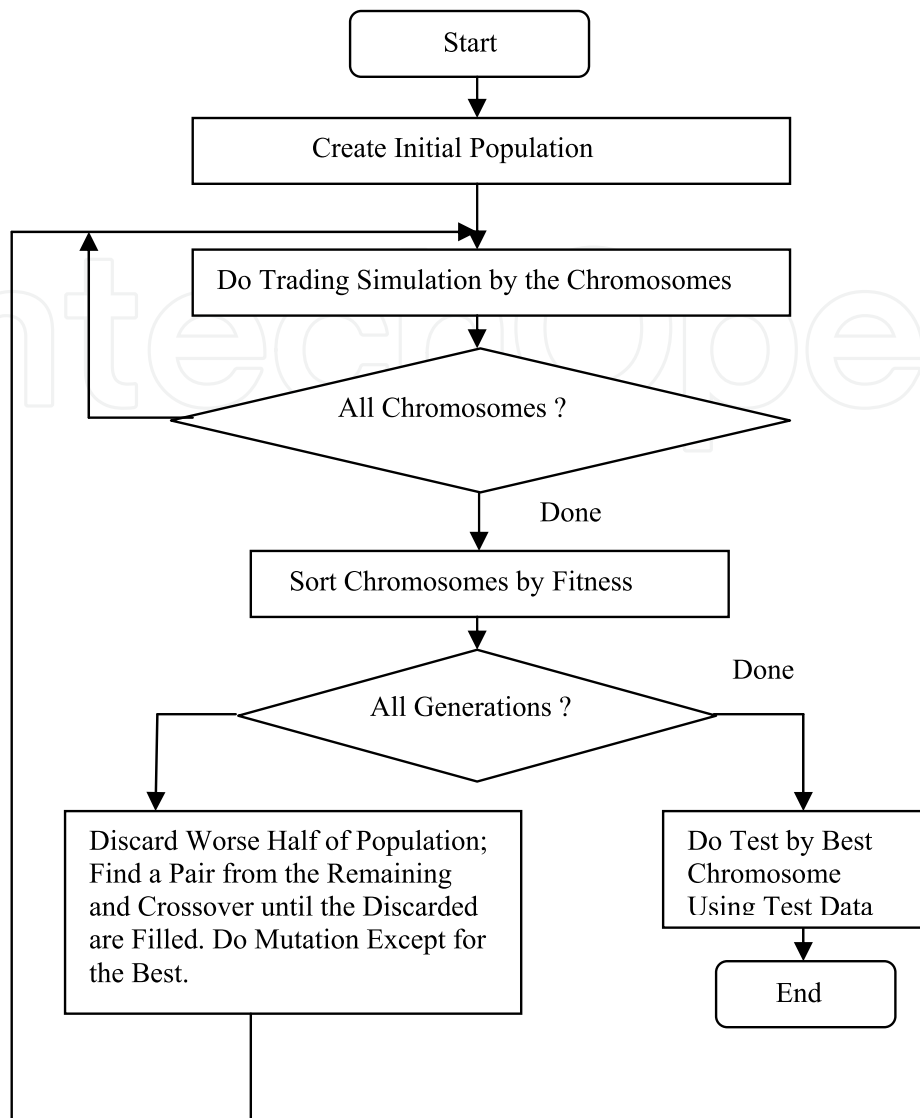 Start
Create Initial Population
Do Trading Simulation by the Chromosomes
All Chromosomes ?
Done
Sort Chromosomes by Fitness
Done
All Generations ?
Discard Worse Half of Population;
Find a Pair from the Remaining
and Crossover until the Discarded
are Filled. Do Mutation Except for
the Best.
Do Test by Best
Chromosome
Using Test Data
End